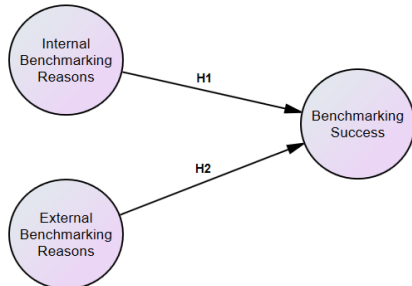 Internal
Benchmarking
Reasons
H1
Benchmarking
Success
H2
External
Benchmarking
Reasons